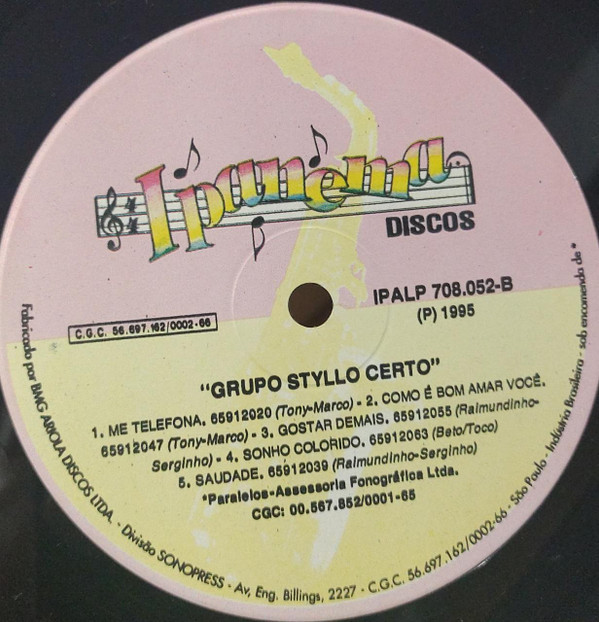 Ipanema
DISCOS
IPALP 708.052-B
(P) 1995
C.G.C. 56.697.162/0002-66
“GRUPO STYLLO CERTO”
1. ME TELEFONA. 65912020 (Tony-Marco) - 2. COMO É BOM AMAR VOCÊ.
65912047 (Tony-Marco) - 3. GOSTAR DEMAIS. 65912055 (Raimundinho-
Serginho) - 4. SONHO COLORIDO. 65912063 (Beto/Toco)
5. SAUDADE. 65912039 (Raimundinho-Serginho)
*Paralelos-Assessoria Fonográfica Ltda.
CGC: 00.567.852/0001-65
Fabricado por BMG ARIOLA DISCOS LTDA. - Divisão SONOPRESS - Av, Eng. Billings, 2227 - C.G.C. 56.697.162/0002-66 - São Paulo - Indústria Brasileira - sob encomenda de *